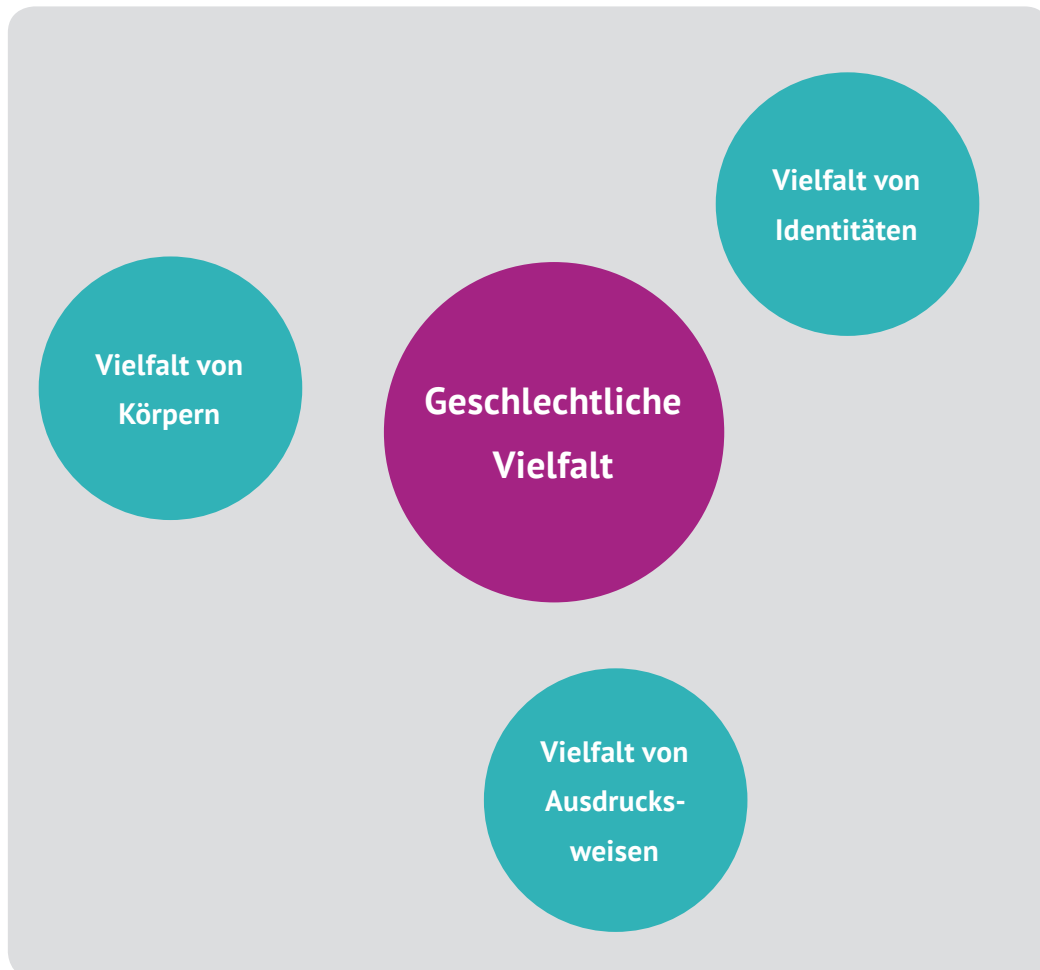 Vielfalt von
Identitäten
Vielfalt von
Körpern
Geschlechtliche
Vielfalt
Vielfalt von
Ausdrucks-
weisen